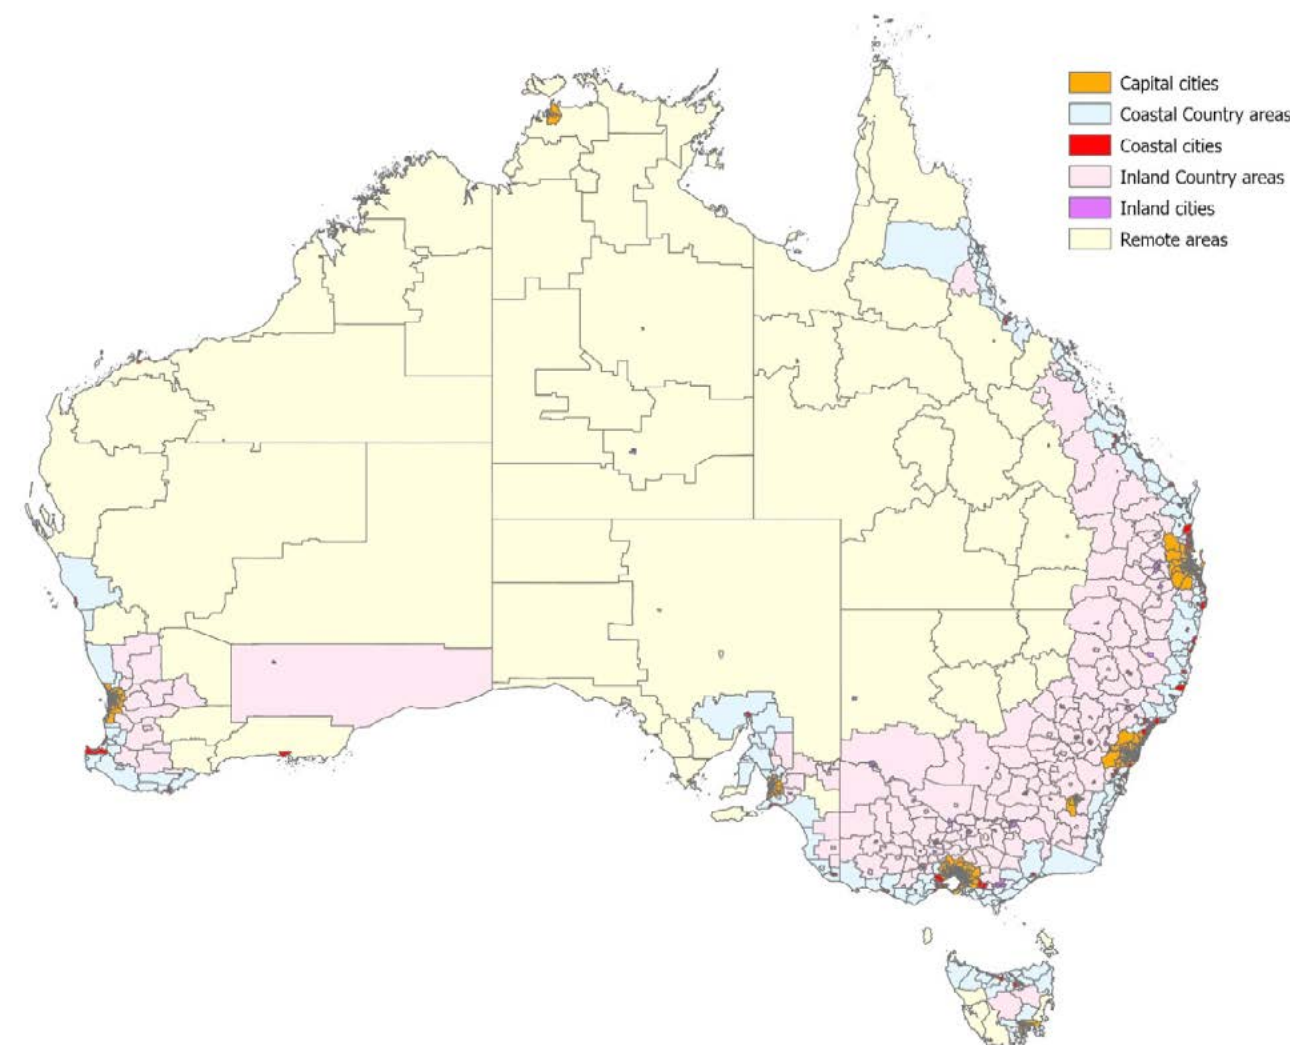 Capital cities
Coastal Country areas
Coastal cities
Inland Country areas
Inland cities
Remote areas